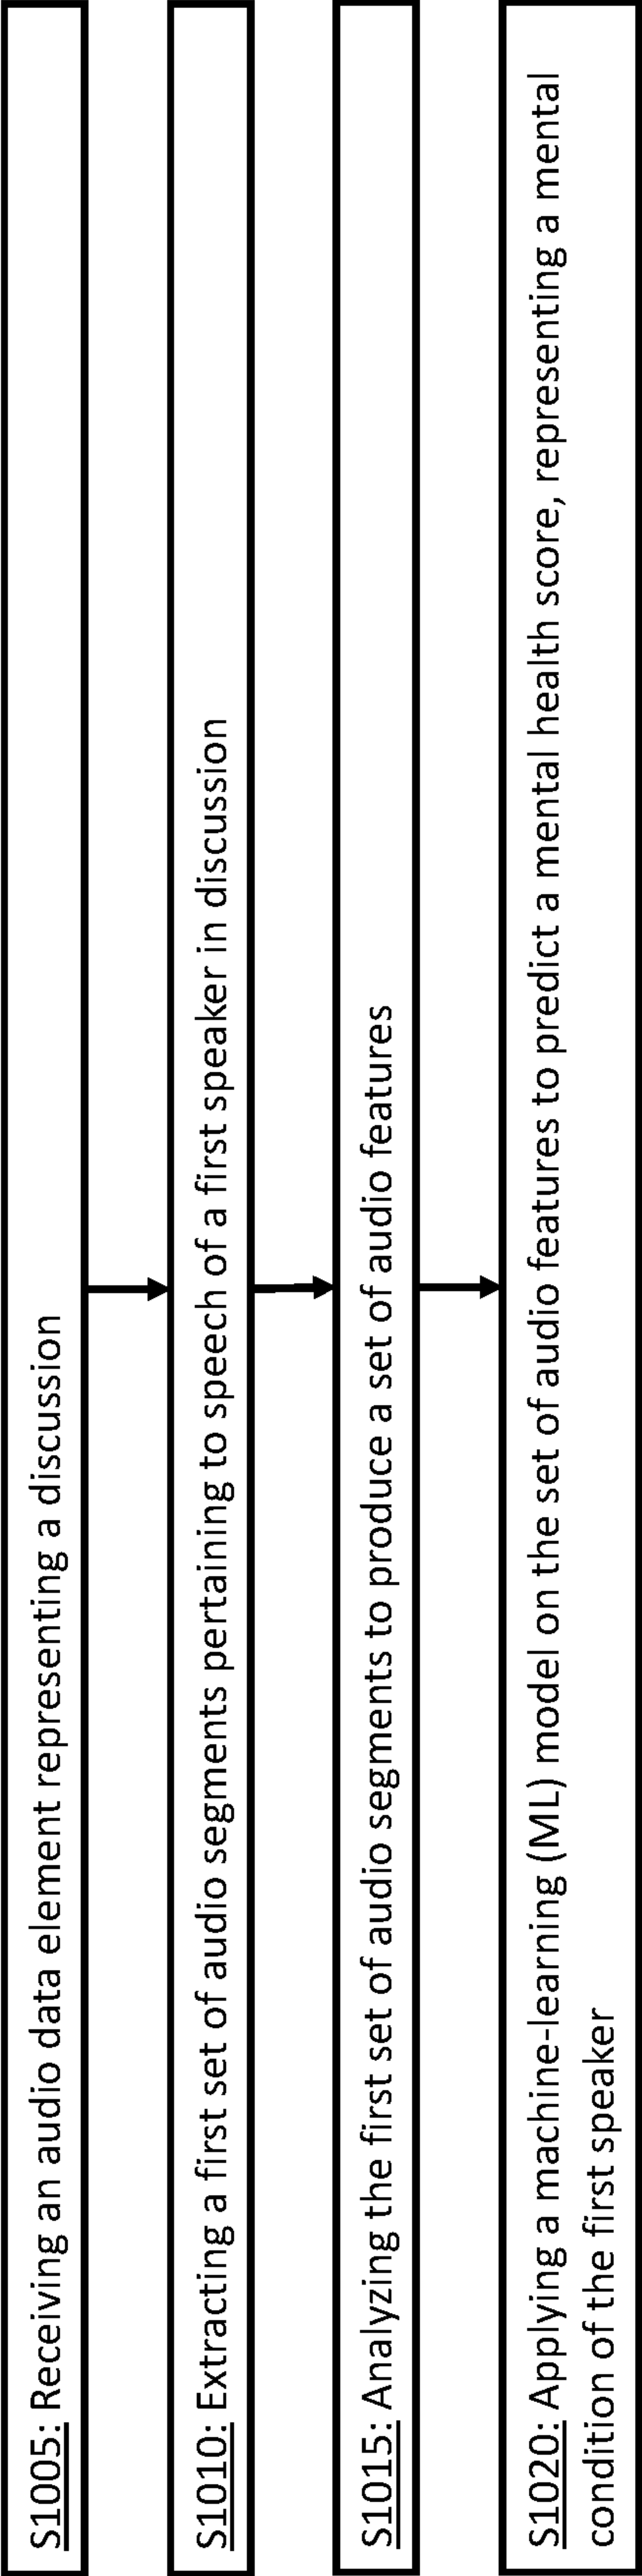 S1005: Receiving an audio data element representing a discussion
S1010: Extracting a first set of audio segments pertaining to speech of a first speaker in discussion
S1015: Analyzing the first set of audio segments to produce a set of audio features
S1020: Applying a machine-learning (ML) model on the set of audio features to predict a mental health score, representing a mental
condition of the first speaker